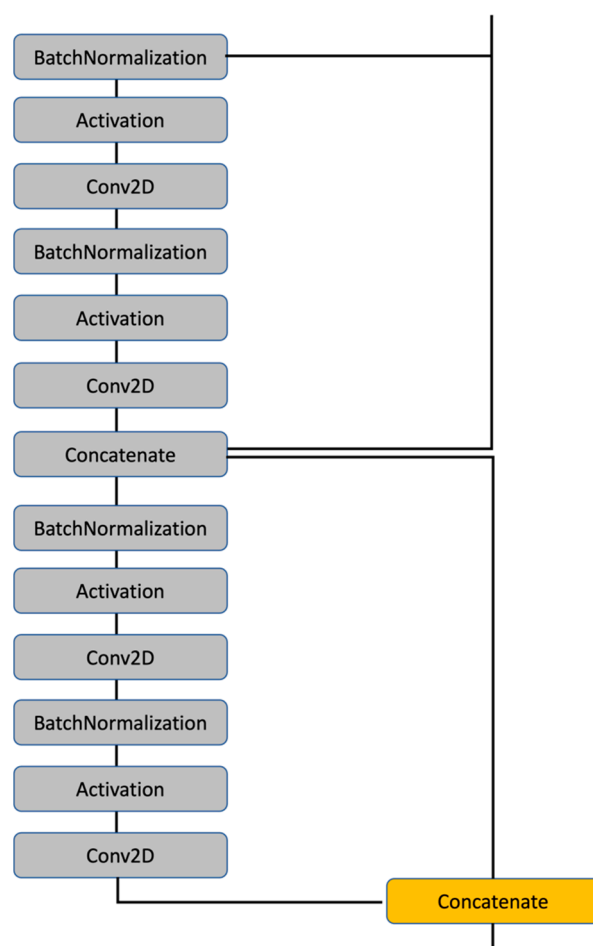 BatchNormalization
Activation
Conv2D
BatchNormalization
Activation
Conv2D
Concatenate
BatchNormalization
Activation
Conv2D
BatchNormalization
Activation
Conv2D
Concatenate